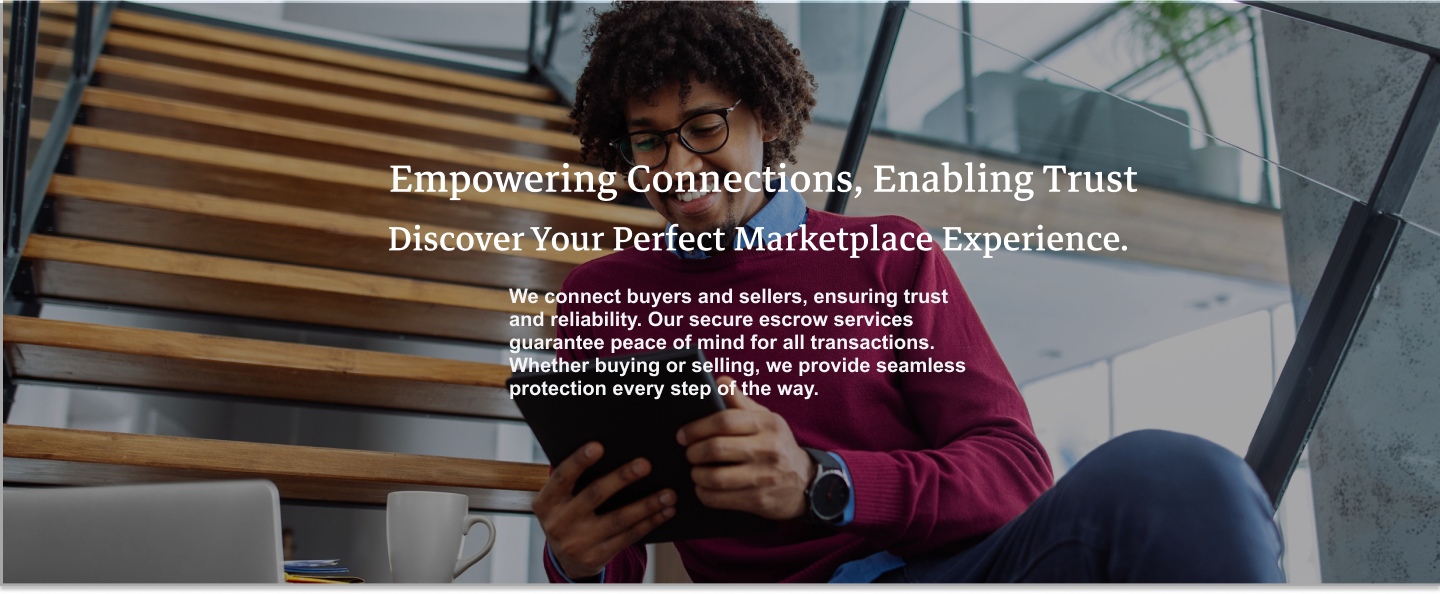 Empowering Connections, Enabling Trust
Discover Your Perfect Marketplace Experience.
We connect buyers and sellers, ensuring trust
and reliability. Our secure escrow services
guarantee peace of mind for all transactions.
Whether buying or selling, we provide seamless
protection every step of the way.